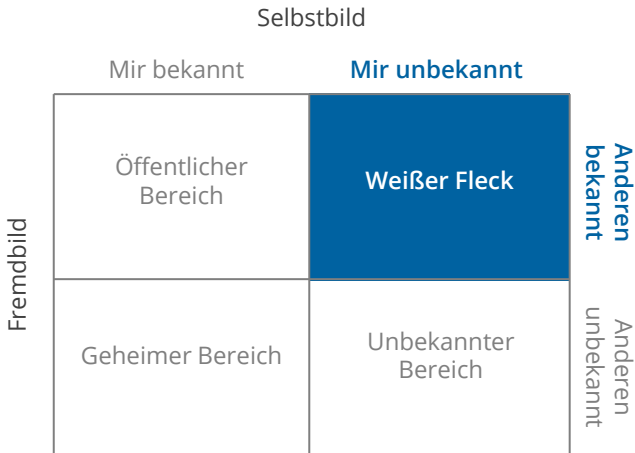 Selbstbild
Mir bekannt
Mir unbekannt
Öffentlicher
Bereich
Weißer Fleck
Anderen
bekannt
Fremdbild
Geheimer Bereich
Unbekannter
Bereich
Anderen
unbekannt